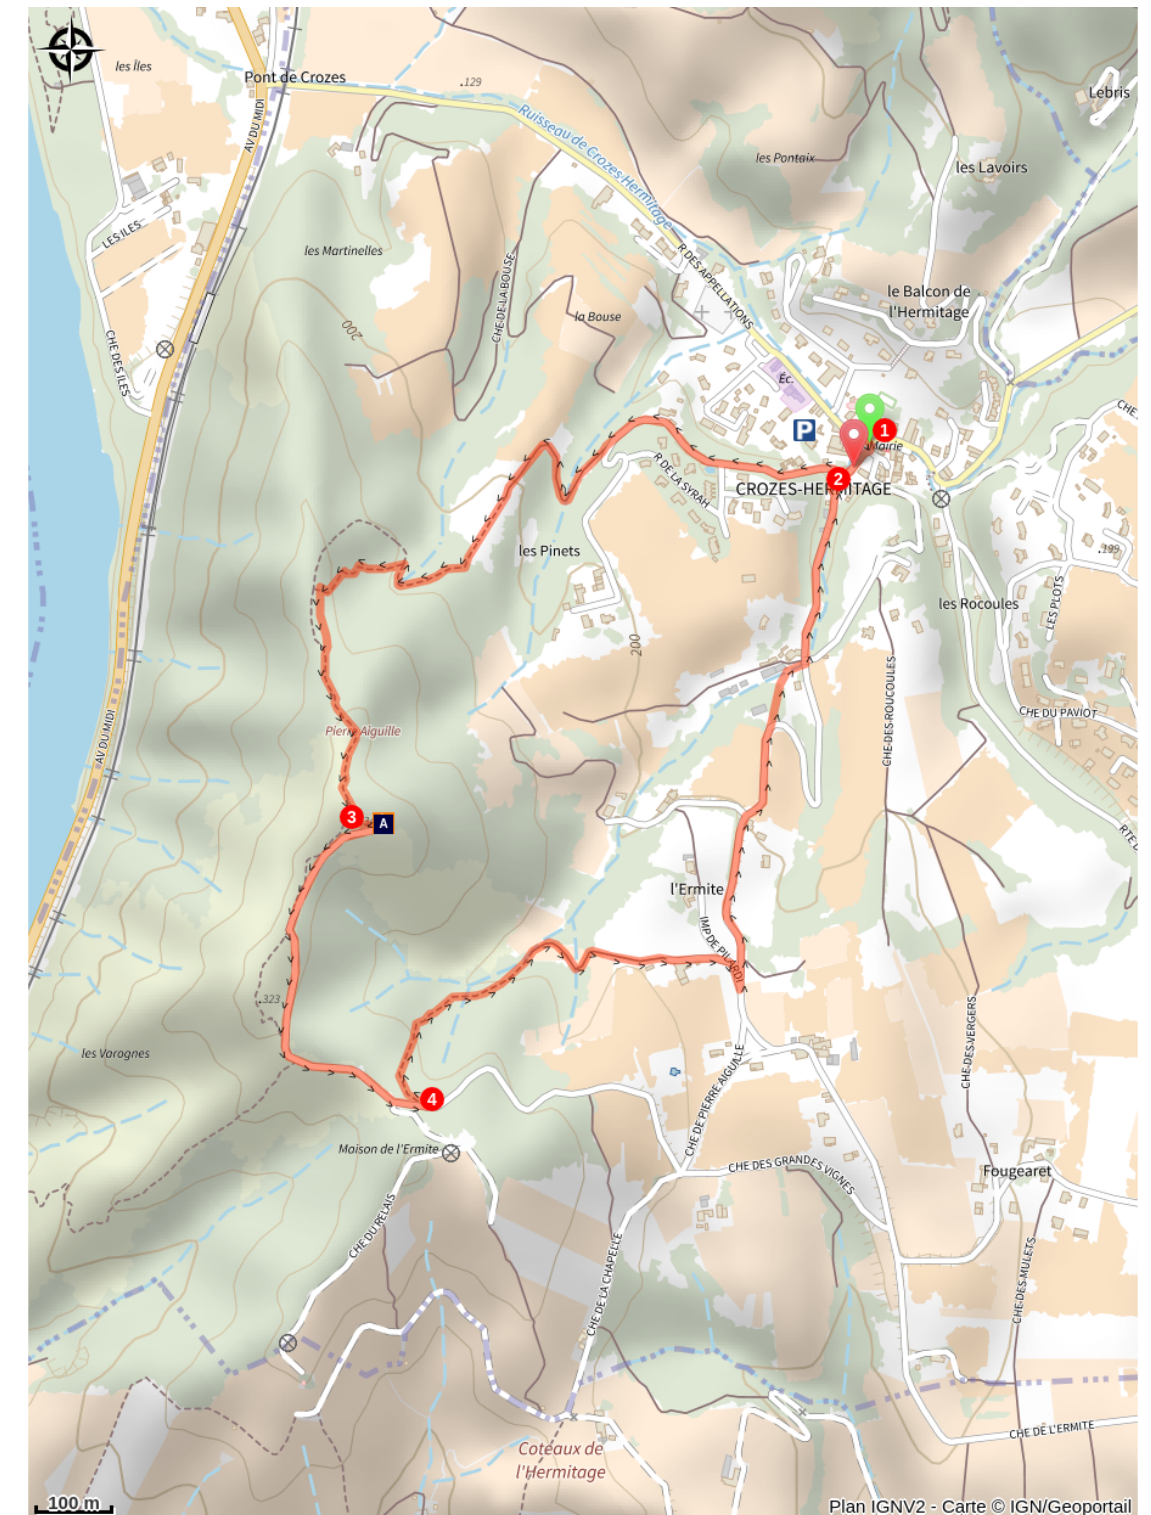 les Îles
Pont de Crozes
.129
Lebris
AV DU MIDI
Ruisseau de Crozes-Hermitage
les Pontaix
les Lavoirs
LES ILES
les Martinelles
R DES APPELLATIONS
CHE DE LA BOUSE
le Balcon de
l'Hermitage
la Bouse
200
CHE DES ILES
Éc.
P
1
Mairie
CHE
2
CROZES-HERMITAGE
R DE LA SYRAH
les Pinets
.199
les Rocoules
LES PLOTS
200
CHE DES ROUCOULES
CHE DU PAVIOT
Pierre Aiguille
AV DU MIDI
3
A
l'Ermite
IMP DE PILARDI
.323
les Varognes
CHE DES VERGERS
CHE DE PIERRE AIGUILLE
4
Maison de l'Ermite
CHE DES GRANDES VIGNES
Fougearet
CHE DU RELAIS
CHE DE LA CHAPELLE
CHE DES MULETS
CHE DE L'ERMITE
Coteaux de
l'Hermitage
100 m
Plan IGNV2 - Carte © IGN/Geoportail